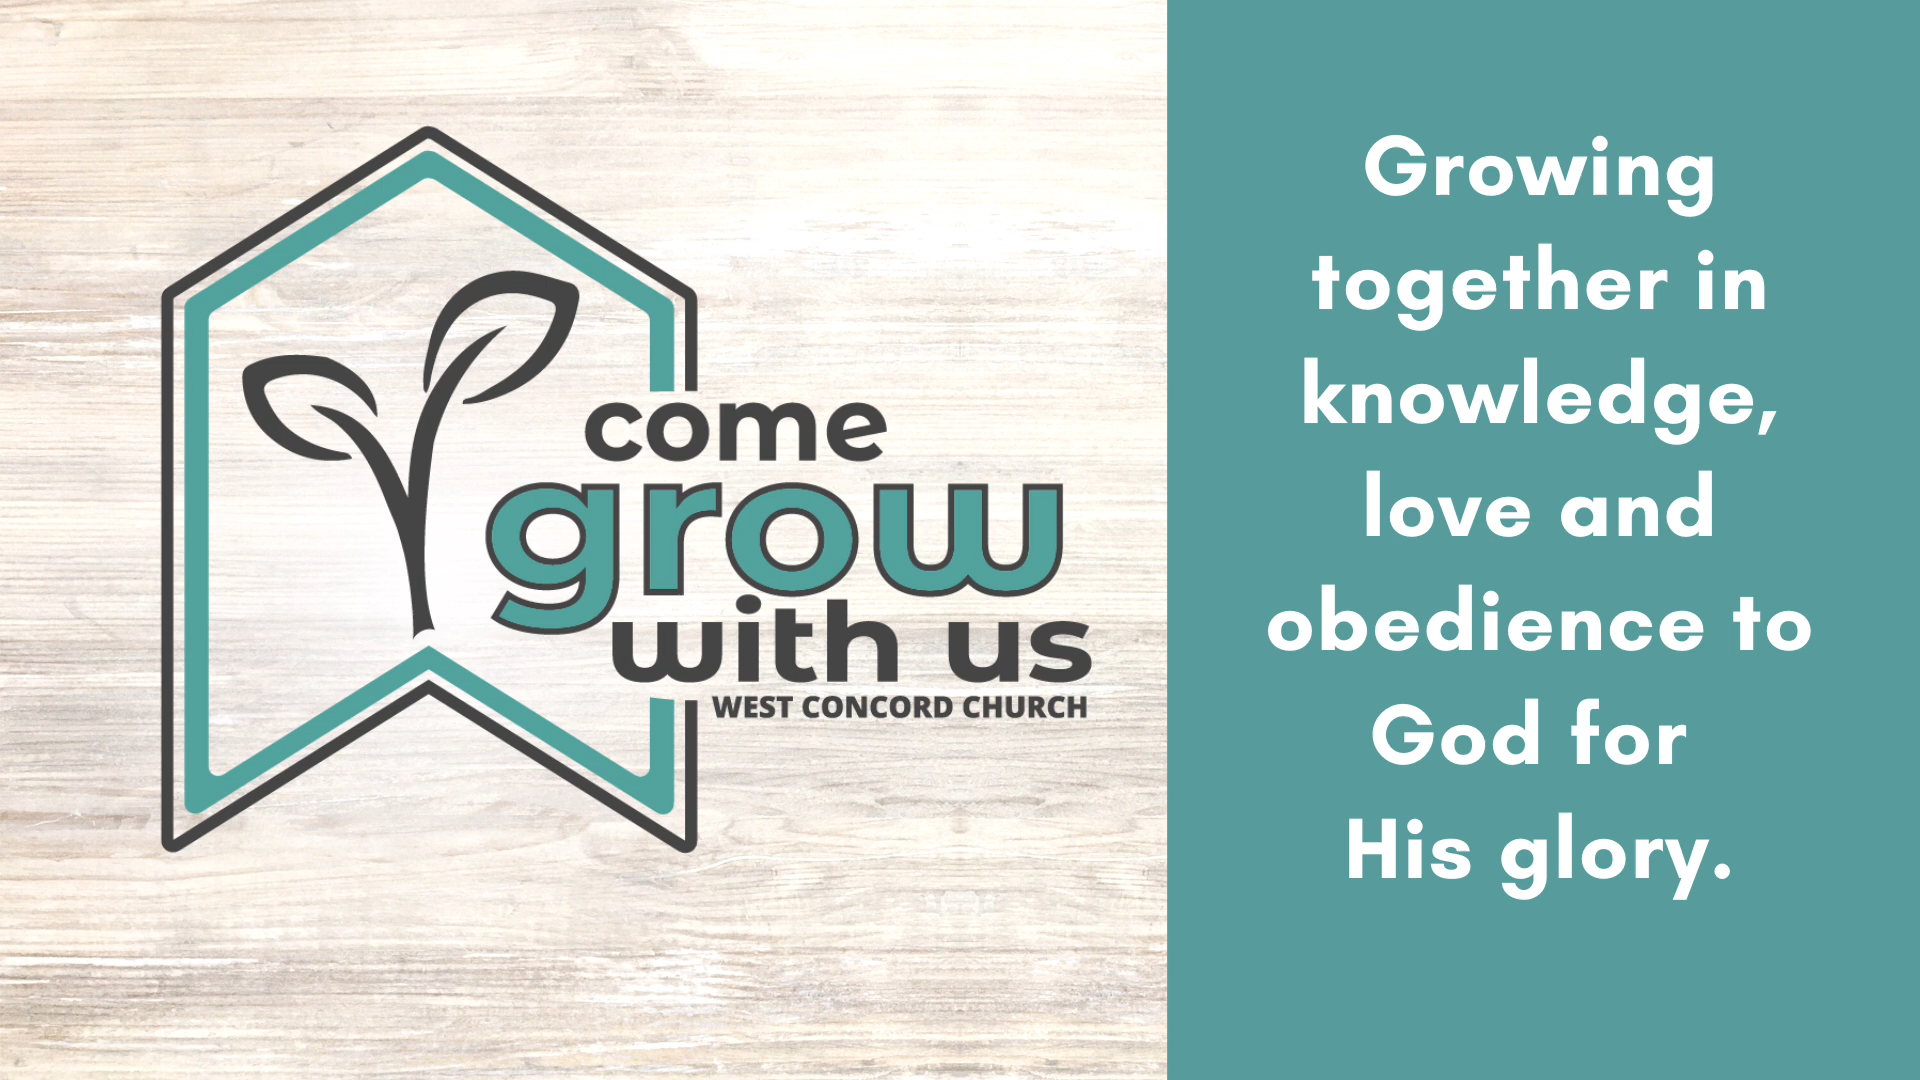 come
grow
with us
WEST CONCORD CHURCH
Growing
together in
knowledge,
love and
obedience to
God for
His glory.